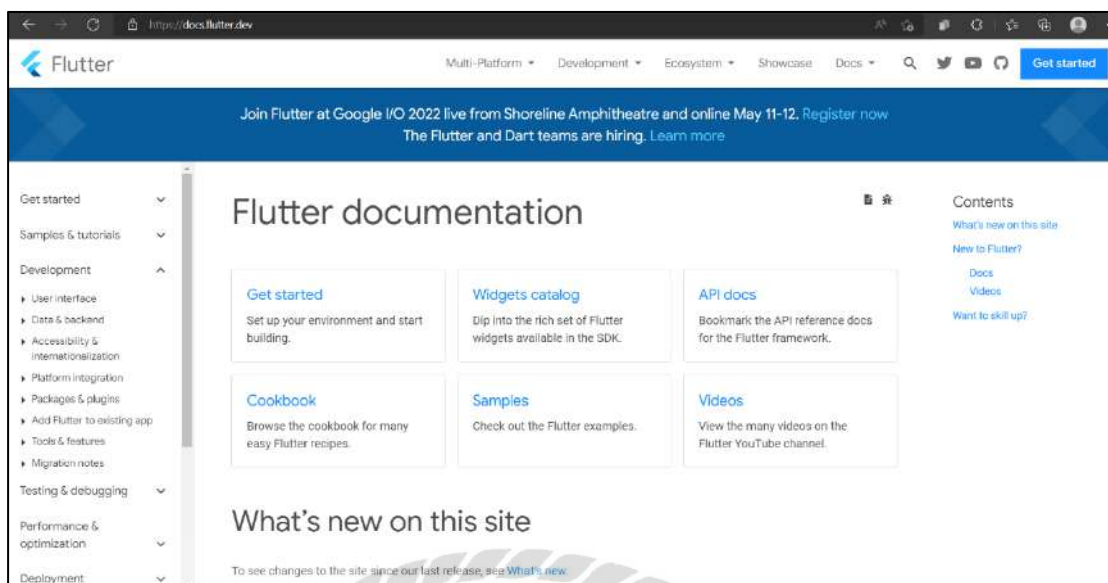 https://docs.flutter.dev
Flutter
Multi-Platform
Development
Ecosystem
Showcase
Docs
Get started
Join Flutter at Google I/O 2022 live from Shoreline Amphitheatre and online May 11-12. Register now
The Flutter and Dart teams are hiring. Learn more
Get started
Samples & tutorials
Development
User interface
Data & backend
Accessibility &
internationalization
Platform integration
Packages & plugins
Add Flutter to existing app
Tools & features
Migration notes
Testing & debugging
Performance &
optimization
Deployment
Flutter documentation
Get started
Set up your environment and start
building.
Widgets catalog
Dip into the rich set of Flutter
widgets available in the SDK.
API docs
Bookmark the API reference docs
for the Flutter framework.
Cookbook
Browse the cookbook for many
easy Flutter recipes.
Samples
Check out the Flutter examples.
Videos
View the many videos on the
Flutter YouTube channel.
What's new on this site
To see changes to the site since our last release, see What's new.
Contents
What's new on this site
New to Flutter?
Docs
Videos
Want to skill up?